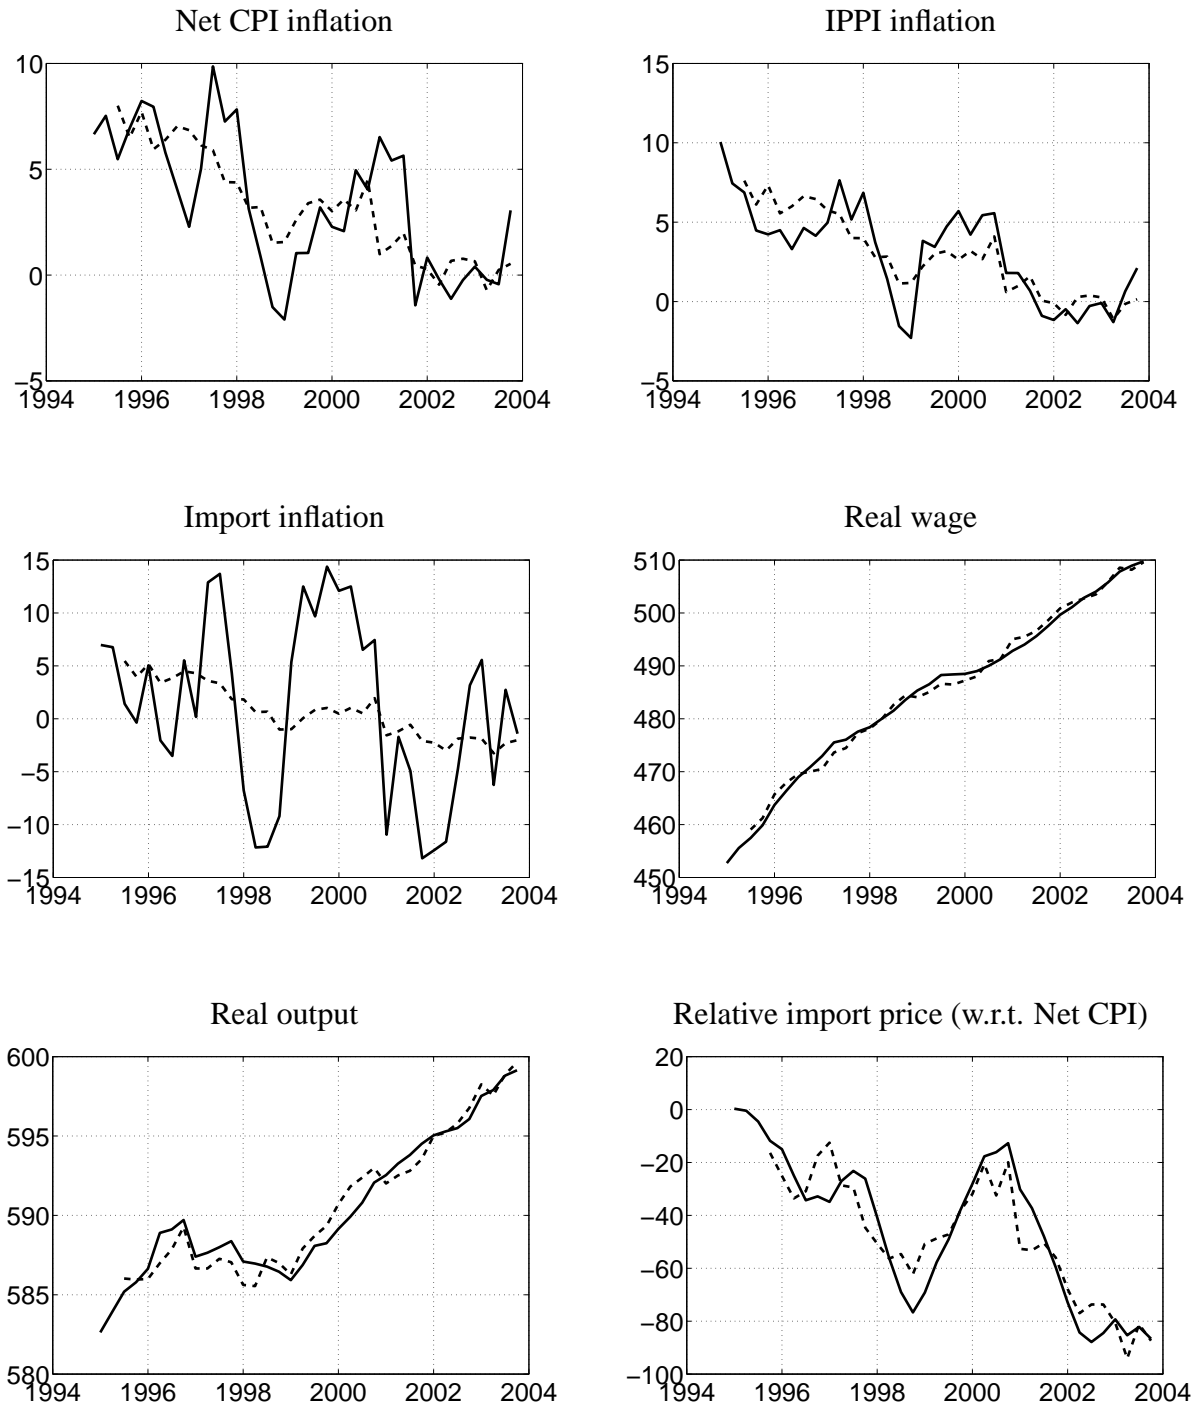 Net CPI inflation
IPPI inflation
10
5
0
−5
1994 1996 1998 2000 2002 2004
15
10
5
0
−5
1994 1996 1998 2000 2002 2004
Import inflation
Real wage
15
10
5
0
−5
−10
−15
1994 1996 1998 2000 2002 2004
510
500
490
480
470
460
450
1994 1996 1998 2000 2002 2004
Real output
Relative import price (w.r.t. Net CPI)
600
595
590
585
580
1994 1996 1998 2000 2002 2004
20
0
−20
−40
−60
−80
−100
1994 1996 1998 2000 2002 2004